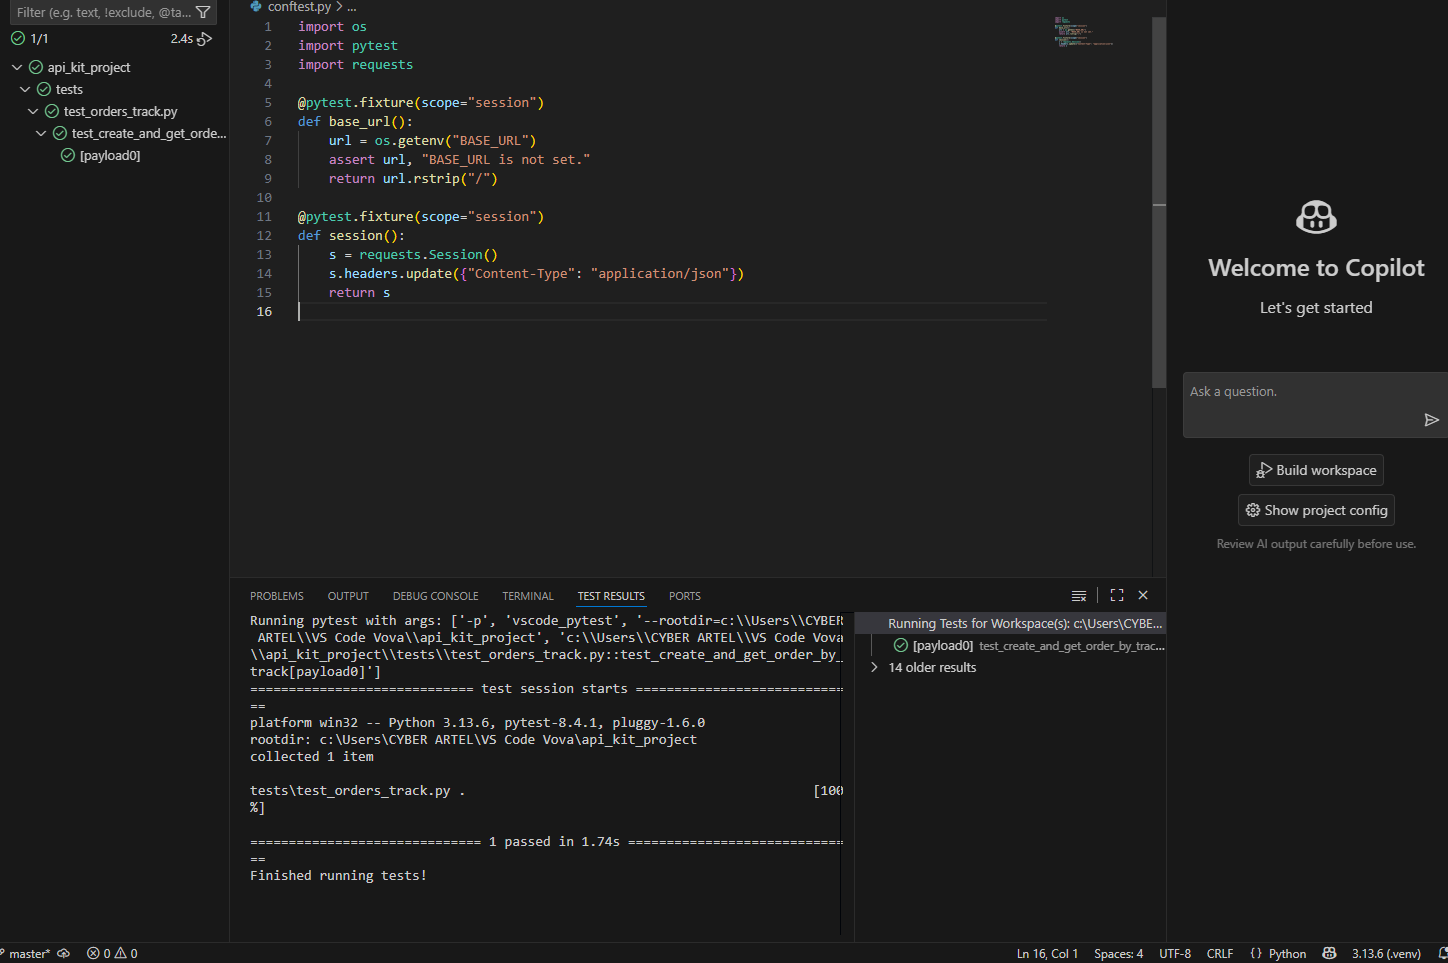 Filter (e.g. text, !exclude, @ta...
1/1
2.4s
api_kit_project
tests
test_orders_track.py
test_create_and_get_orde...
[payload0]
conftest.py > ...
1 import os
2 import pytest
3 import requests
4
5 @pytest.fixture(scope="session")
6 def base_url():
7     url = os.getenv("BASE_URL")
8     assert url, "BASE_URL is not set."
9     return url.rstrip("/")
10
11 @pytest.fixture(scope="session")
12 def session():
13     s = requests.Session()
14     s.headers.update({"Content-Type": "application/json"})
15     return s
16
Welcome to Copilot
Let's get started
Ask a question.
Build workspace
Show project config
Review AI output carefully before use.
PROBLEMS OUTPUT DEBUG CONSOLE TERMINAL TEST RESULTS PORTS
Running pytest with args: ['-p', 'vscode_pytest', '--rootdir=c:\\Users\\CYBER
 ARTEL\\VS Code Vova\\api_kit_project', 'c:\\Users\\CYBER ARTEL\\VS Code Vova
\\api_kit_project\\tests\\test_orders_track.py::test_create_and_get_order_by_
track[payload0]']
============================= test session starts ===========================
==
platform win32 -- Python 3.13.6, pytest-8.4.1, pluggy-1.6.0
rootdir: c:\Users\CYBER ARTEL\VS Code Vova\api_kit_project
collected 1 item

tests\test_orders_track.py . [100
%]

============================== 1 passed in 1.74s ============================
==
Finished running tests!
Running Tests for Workspace(s): c:\Users\CYBE...
[payload0] test_create_and_get_order_by_trac...
14 older results
master* 0 0 Ln 16, Col 1 Spaces: 4 UTF-8 CRLF {} Python 3.13.6 (.venv)